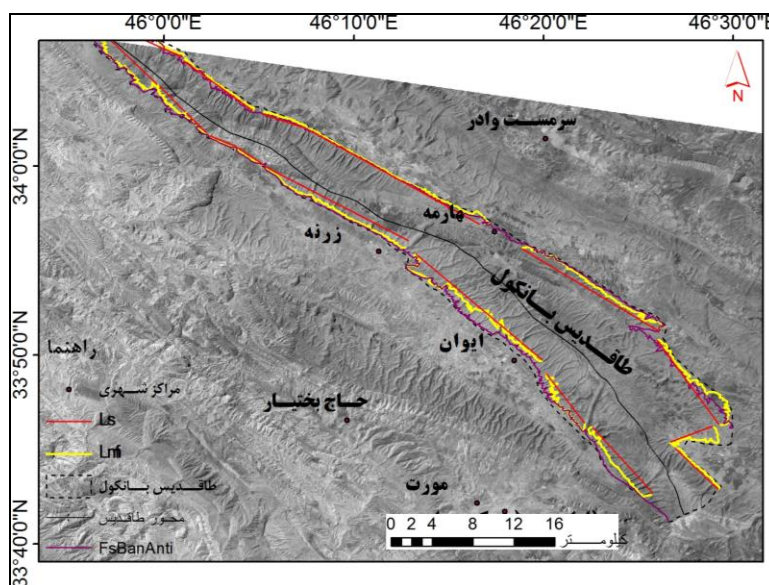 46°0'0"E 46°10'0"E 46°20'0"E 46°30'0"E
34°0'0"N
33°50'0"N
33°40'0"N
N
سرمست وادر
هارمه
زرنه
طاقدیس بانکول
ایوان
حاج بختیار
مورت
راهنما
مراکز شهری
Ls
Lmfi
طاقدیس بانکول
محور طاقدیس
FsBanAnti
0 2 4 8 12 16
کیلومتر